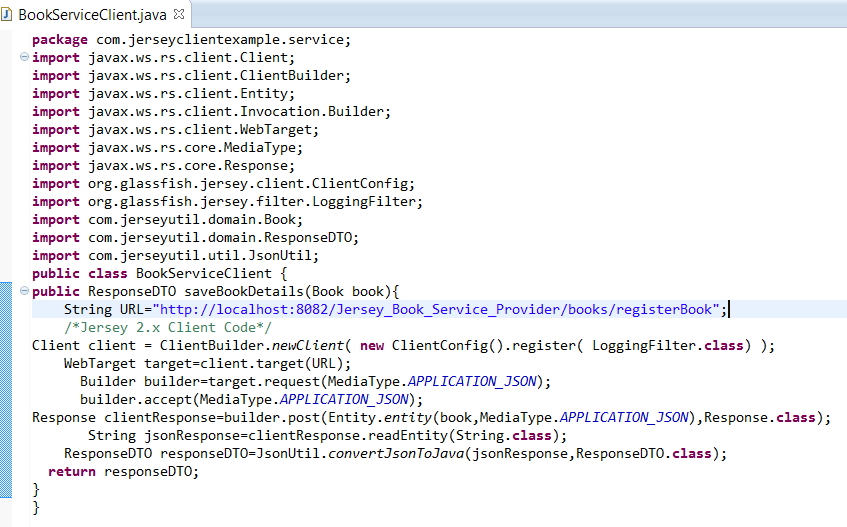 BookServiceClient.java
package com.jerseyclientexample.service;
import javax.ws.rs.client.Client;
import javax.ws.rs.client.ClientBuilder;
import javax.ws.rs.client.Entity;
import javax.ws.rs.client.Invocation.Builder;
import javax.ws.rs.client.WebTarget;
import javax.ws.rs.core.MediaType;
import javax.ws.rs.core.Response;
import org.glassfish.jersey.client.ClientConfig;
import org.glassfish.jersey.filter.LoggingFilter;
import com.jerseyutil.domain.Book;
import com.jerseyutil.domain.ResponseDTO;
import com.jerseyutil.util.JsonUtil;
public class BookServiceClient {
public ResponseDTO saveBookDetails(Book book){
    String URL="http://localhost:8082/Jersey_Book_Service_Provider/books/registerBook";
    /*Jersey 2.x Client Code*/
Client client = ClientBuilder.newClient( new ClientConfig().register( LoggingFilter.class) );
    WebTarget target=client.target(URL);
      Builder builder=target.request(MediaType.APPLICATION_JSON);
      builder.accept(MediaType.APPLICATION_JSON);
Response clientResponse=builder.post(Entity.entity(book,MediaType.APPLICATION_JSON),Response.class);
       String jsonResponse=clientResponse.readEntity(String.class);
    ResponseDTO responseDTO=JsonUtil.convertJsonToJava(jsonResponse,ResponseDTO.class);
  return responseDTO;
}
}